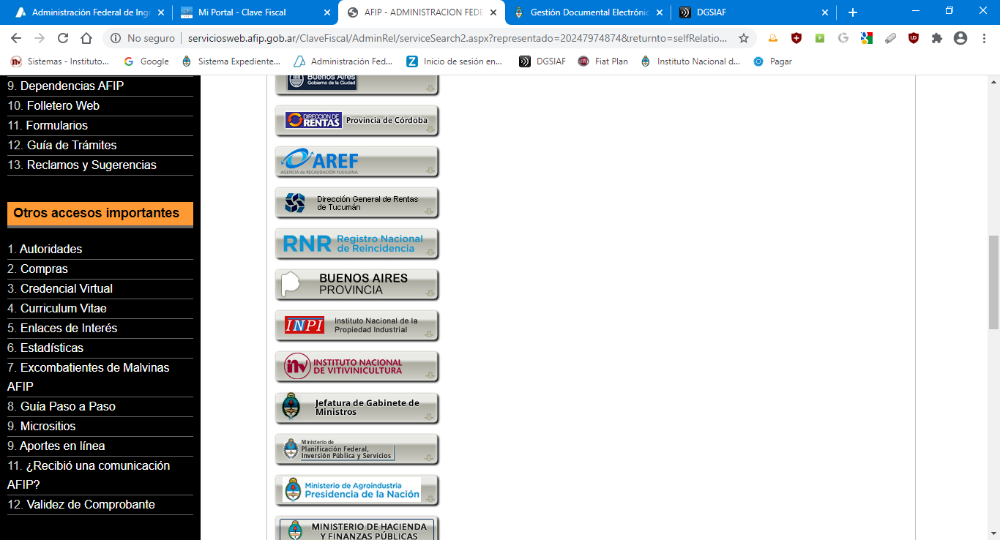 Administración Federal de Ingr
Mi Portal - Clave Fiscal
AFIP - ADMINISTRACION FEDE
Gestión Documental Electrónic
DGSIAF
No seguro
serviciosweb.afip.gob.ar/ClaveFiscal/AdminRel/serviceSearch2.aspx?representado=20247974874&returnto=selfRelatio...
Sistemas - Instituto...
Google
Sistema Expediente...
Administración Fed...
Inicio de sesión en...
DGSIAF
Fiat Plan
Instituto Nacional d...
Pagar
9. Dependencias AFIP
10. Folletero Web
11. Formularios
12. Guía de Trámites
13. Reclamos y Sugerencias
Otros accesos importantes
1. Autoridades
2. Compras
3. Credencial Virtual
4. Curriculum Vitae
5. Enlaces de Interés
6. Estadísticas
7. Excombatientes de Malvinas
AFIP
8. Guía Paso a Paso
9. Micrositios
9. Aportes en línea
11. ¿Recibió una comunicación
AFIP?
12. Validez de Comprobante
Buenos Aires
Gobierno de la Ciudad
DIRECCION DE
RENTAS
Provincia de Córdoba
AREF
AGENCIA de RECAUDACIÓN FUEGUINA
Dirección General de Rentas
de Tucumán
RNR
Registro Nacional
de Reincidencia
BUENOS AIRES
PROVINCIA
INPI
Instituto Nacional de la
Propiedad Industrial
inv
INSTITUTO NACIONAL
DE VITIVINICULTURA
Jefatura de Gabinete de
Ministros
Ministerio de
Planificación Federal,
Inversión Pública y Servicios
Ministerio de Agroindustria
Presidencia de la Nación
MINISTERIO DE HACIENDA
Y FINANZAS PÚBLICAS